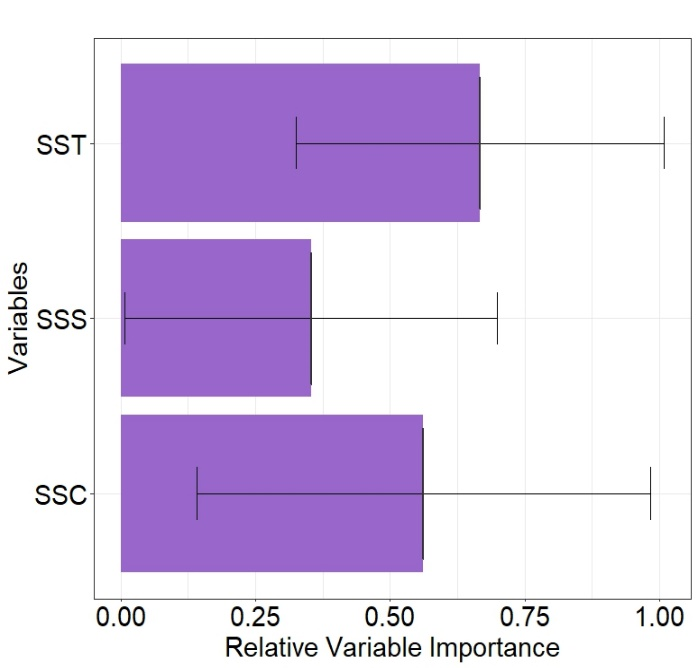 SST
SSS
SSC
Variables
0.00 0.25 0.50 0.75 1.00
Relative Variable Importance